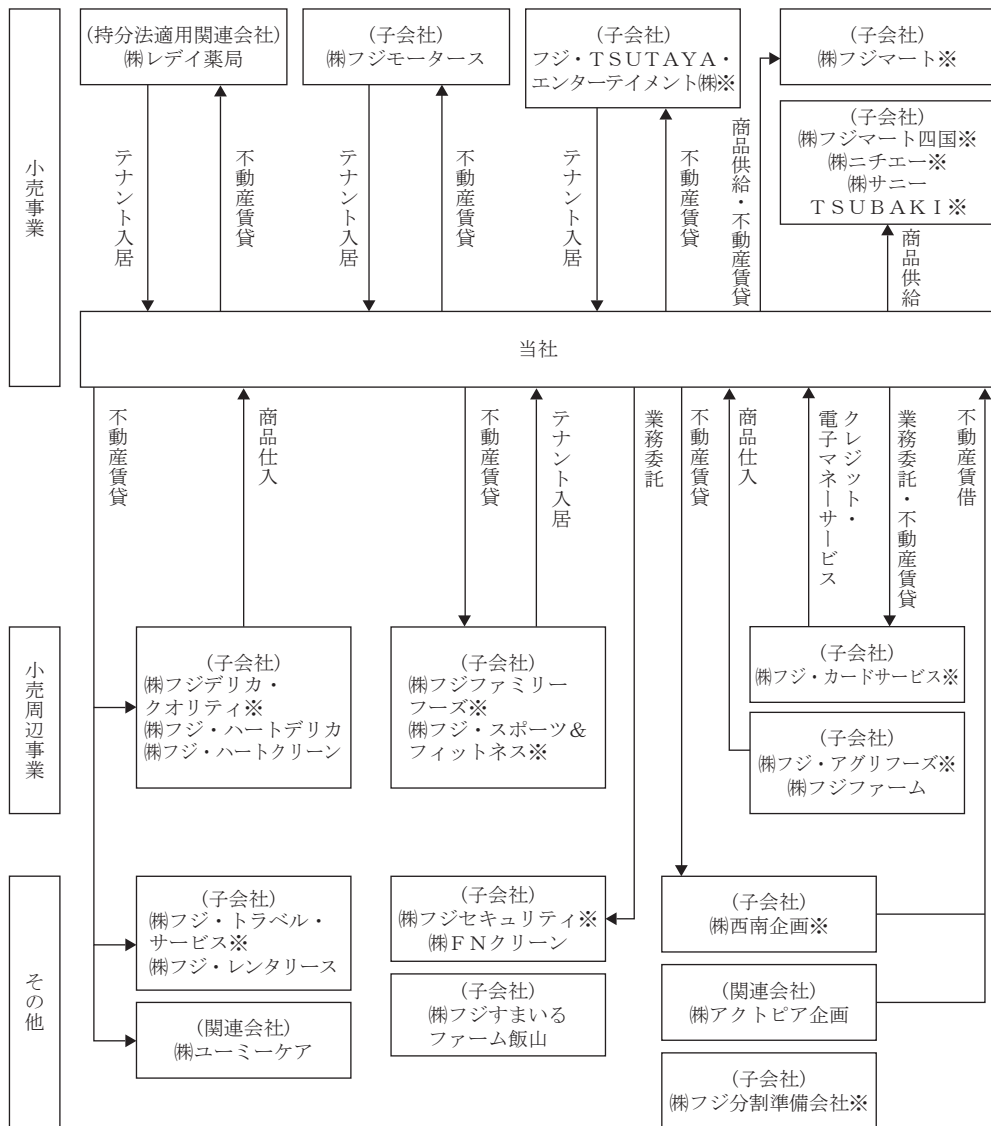 小売事業
(持分法適用関連会社)
㈱レデイ薬局
(子会社)
㈱フジモータース
(子会社)
フジ・ＴＳＵＴＡＹＡ・
エンターテイメント㈱※
(子会社)
㈱フジマート※
(子会社)
㈱フジマート四国※
㈱ニチエー※
㈱サニー
ＴＳＵＢＡＫＩ※
テナント入居
不動産賃貸
テナント入居
不動産賃貸
テナント入居
不動産賃貸
商品供給・不動産賃貸
商品供給
当社
不動産賃貸
商品仕入
不動産賃貸
テナント入居
業務委託
不動産賃貸
商品仕入
クレジット・
電子マネーサービス
業務委託・不動産賃貸
不動産賃借
小売周辺事業
(子会社)
㈱フジデリカ・
クオリティ※
㈱フジ・ハートデリカ
㈱フジ・ハートクリーン
(子会社)
㈱フジファミリー
フーズ※
㈱フジ・スポーツ＆
フィットネス※
(子会社)
㈱フジ・カードサービス※
(子会社)
㈱フジ・アグリフーズ※
㈱フジファーム
その他
(子会社)
㈱フジ・トラベル・
サービス※
㈱フジ・レンタリース
(関連会社)
㈱ユーミーケア
(子会社)
㈱フジセキュリティ※
㈱ＦＮクリーン
(子会社)
㈱フジすまいる
ファーム飯山
(子会社)
㈱西南企画※
(関連会社)
㈱アクトピア企画
(子会社)
㈱フジ分割準備会社※